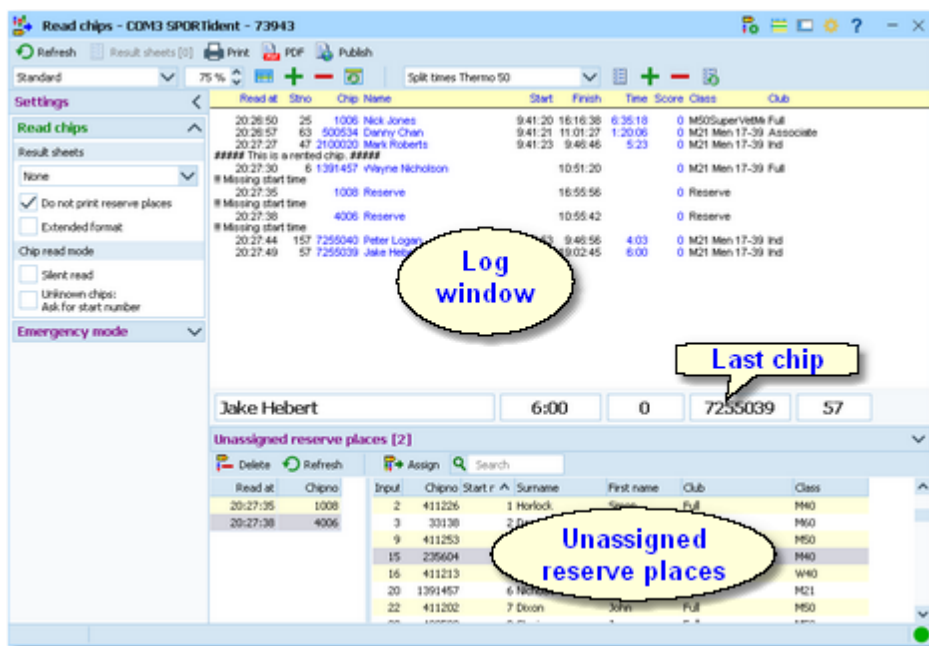 Read chips - COM3 SPORTident - 73943
Refresh Result sheets [0] Print PDF Publish
Standard 75 % Split times Thermo 50
Settings
Read chips
Result sheets
None
Do not print reserve places
Extended format
Chip read mode
Silent read
Unknown chips:
Ask for start number
Emergency mode
Read at Stno Chip Name Start Finish Time Score Class Club
20:26:50 25 1006 Nick Jones 9:41:20 16:16:38 6:35:18 0 M50SuperVetMe Full
20:26:57 63 500534 Danny Chan 9:41:21 11:01:27 1:20:06 0 M21 Men 17-39 Associate
20:27:27 47 2100020 Mark Roberts 9:41:23 9:46:46 5:23 0 M21 Men 17-39 Ind
##### This is a rented chip. #####
20:27:30 6 1391457 Wayne Nicholson 10:51:20 0 M21 Men 17-39 Full
!! Missing start time
20:27:35 1008 Reserve 16:55:56 0 Reserve
!! Missing start time
20:27:38 4006 Reserve 10:55:42 0 Reserve
!! Missing start time
20:27:44 157 7255040 Peter Logan 9:46:56 4:03 0 M21 Men 17-39 Ind
20:27:49 57 7255039 Jake 6:00 0 M21 Men 17-39 Ind
Log
window
Last chip
Jake Hebert 6:00 0 7255039 57
Unassigned reserve places [2]
Delete Refresh Assign Search
Read at Chipno
20:27:35 1008
20:27:38 4006
Input Chipno Start r Surname First name Club Class
2 411226 1 Horlock M40
3 33138 2 M60
9 411253 M50
15 235604 M40
16 411213 W40
20 1391457 6 M21
22 411202 7 Dixon John Full M50
Unassigned
reserve places